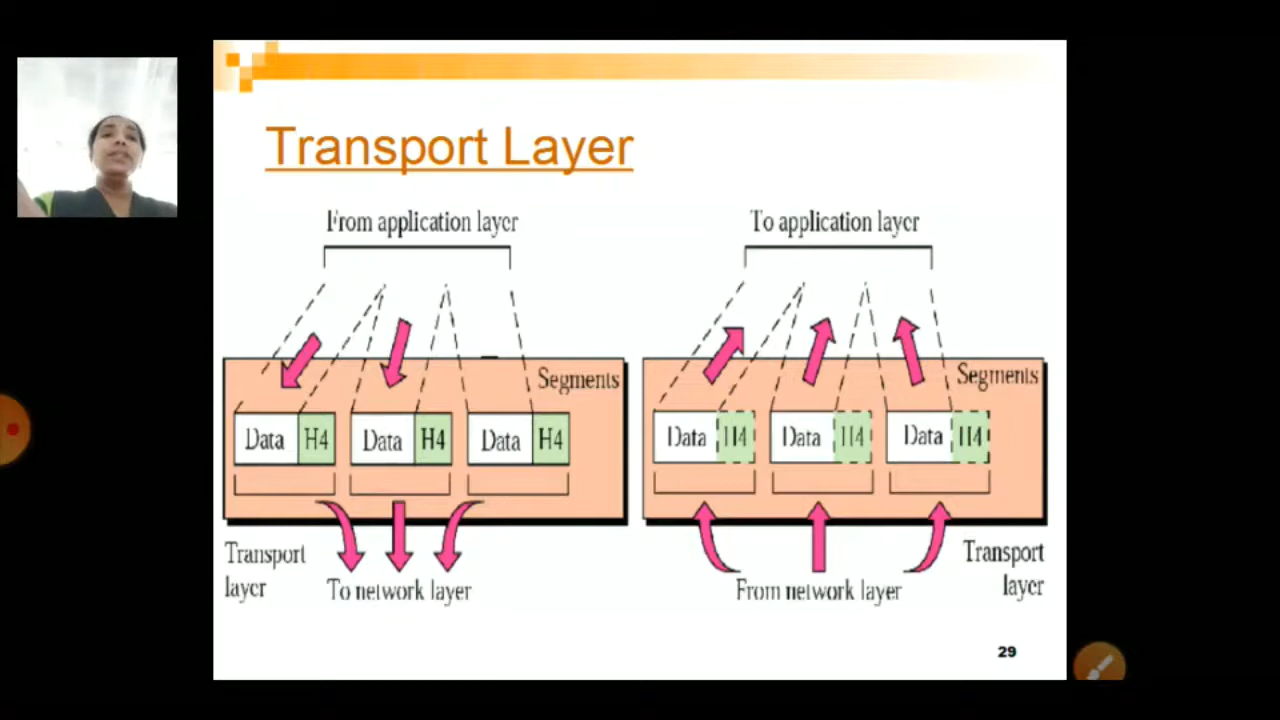 Transport Layer
From application layer
To application layer
Segments
Segments
Data H4 Data H4 Data H4
Data H4 Data H4 Data H4
Transport
layer
To network layer
From network layer
Transport
layer
29